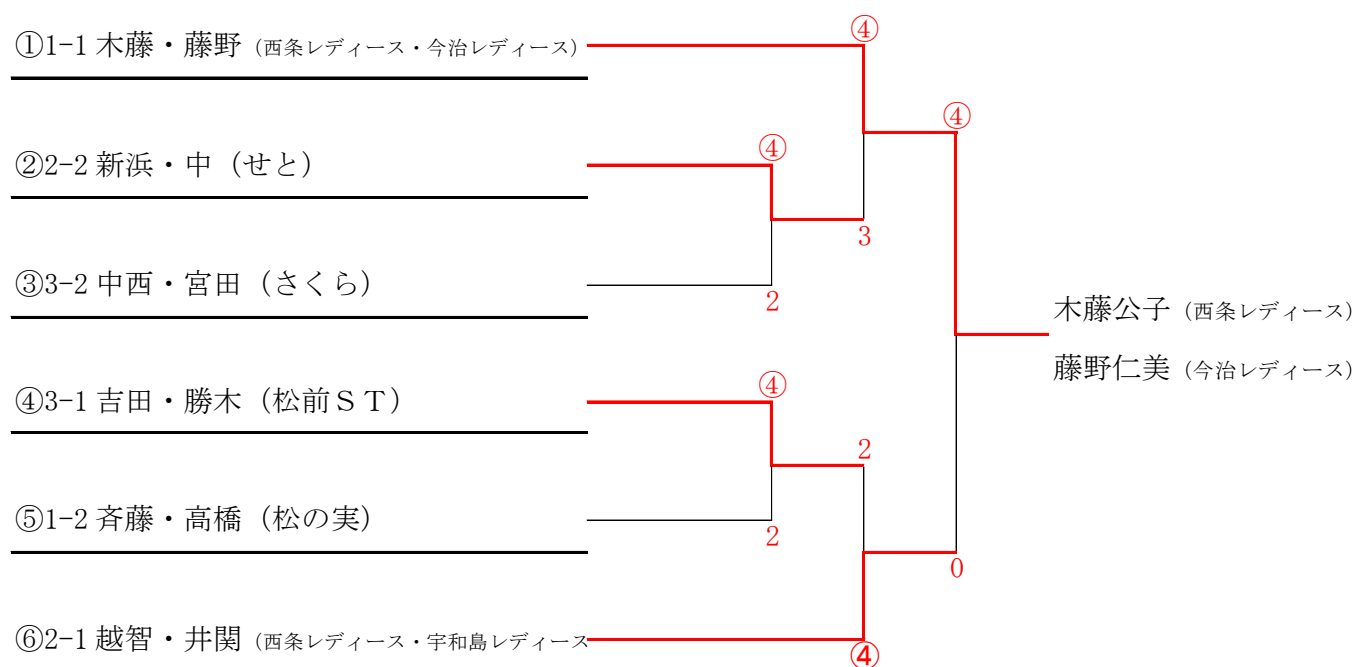 ④
①1-1 木藤・藤野（西条レディース・今治レディース）
④
②2-2 新浜・中（せと）
④
3
③3-2 中西・宮田（さくら）
2
木藤公子（西条レディース）
藤野仁美（今治レディース）
④3-1 吉田・勝木（松前ＳＴ）
④
2
⑤1-2 斉藤・高橋（松の実）
2
0
⑥2-1 越智・井関（西条レディース・宇和島レディース
④